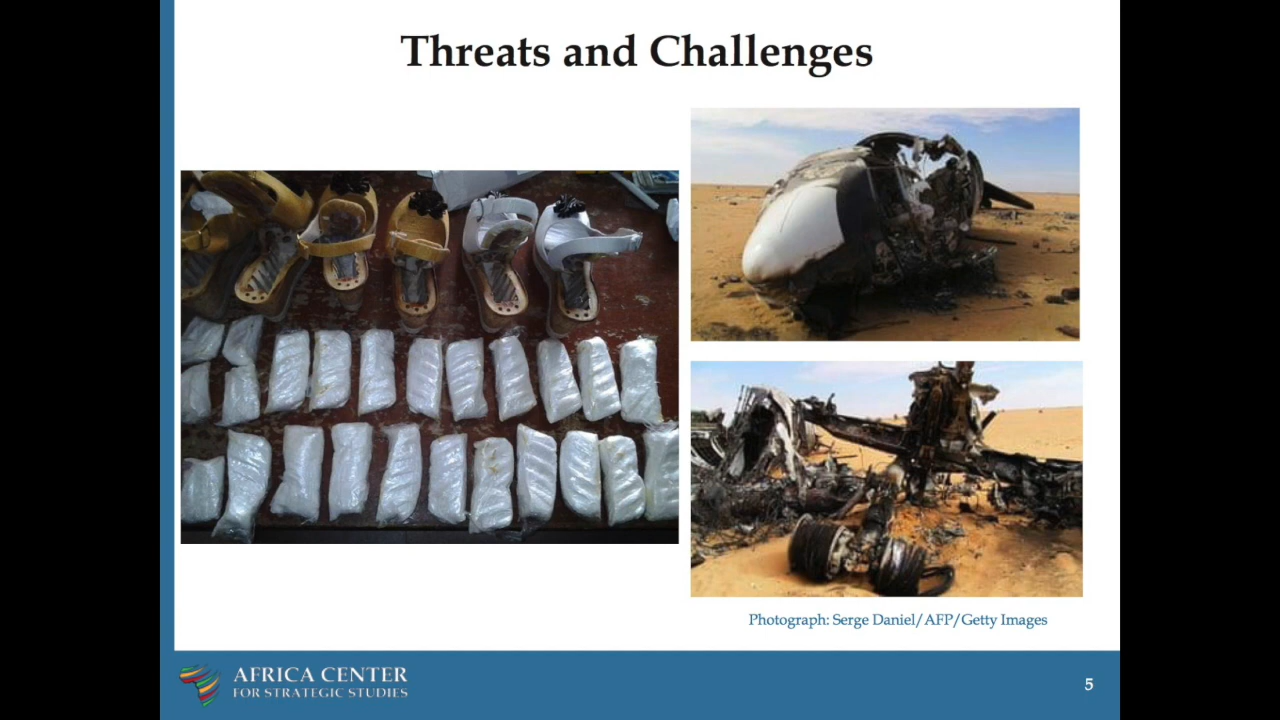 Threats and Challenges
Photograph: Serge Daniel/AFP/Getty Images
AFRICA CENTER
FOR STRATEGIC STUDIES
5